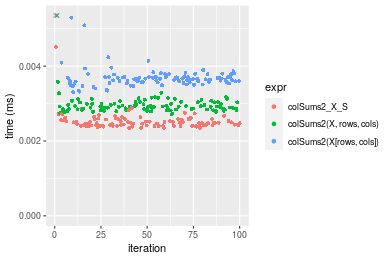 0.004
0.002
0.000
time (ms)
0 25 50 75 100
iteration
expr
colSums2_X_S
colSums2(X, rows, cols)
colSums2(X[rows, cols])